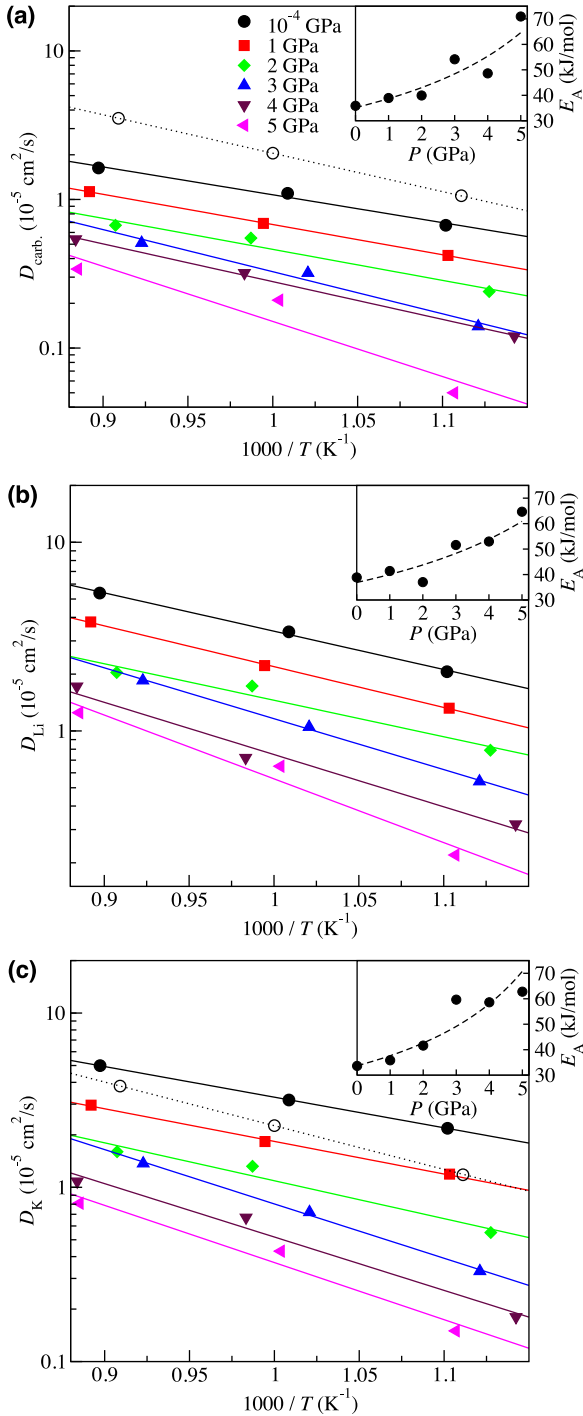 (a)
10
1
0.1
D_carb. (10^-5 cm^2/s)
10^-4 GPa
1 GPa
2 GPa
3 GPa
4 GPa
5 GPa
70
60
50
40
30
E_A (kJ/mol)
0 1 2 3 4 5
P (GPa)
0.9 0.95 1 1.05 1.1
1000 / T (K^-1)
(b)
10
1
D_Li (10^-5 cm^2/s)
70
60
50
40
30
E_A (kJ/mol)
0 1 2 3 4 5
P (GPa)
0.9 0.95 1 1.05 1.1
1000 / T (K^-1)
(c)
10
1
0.1
D_K (10^-5 cm^2/s)
70
60
50
40
30
E_A (kJ/mol)
0 1 2 3 4 5
P (GPa)
0.9 0.95 1 1.05 1.1
1000 / T (K^-1)